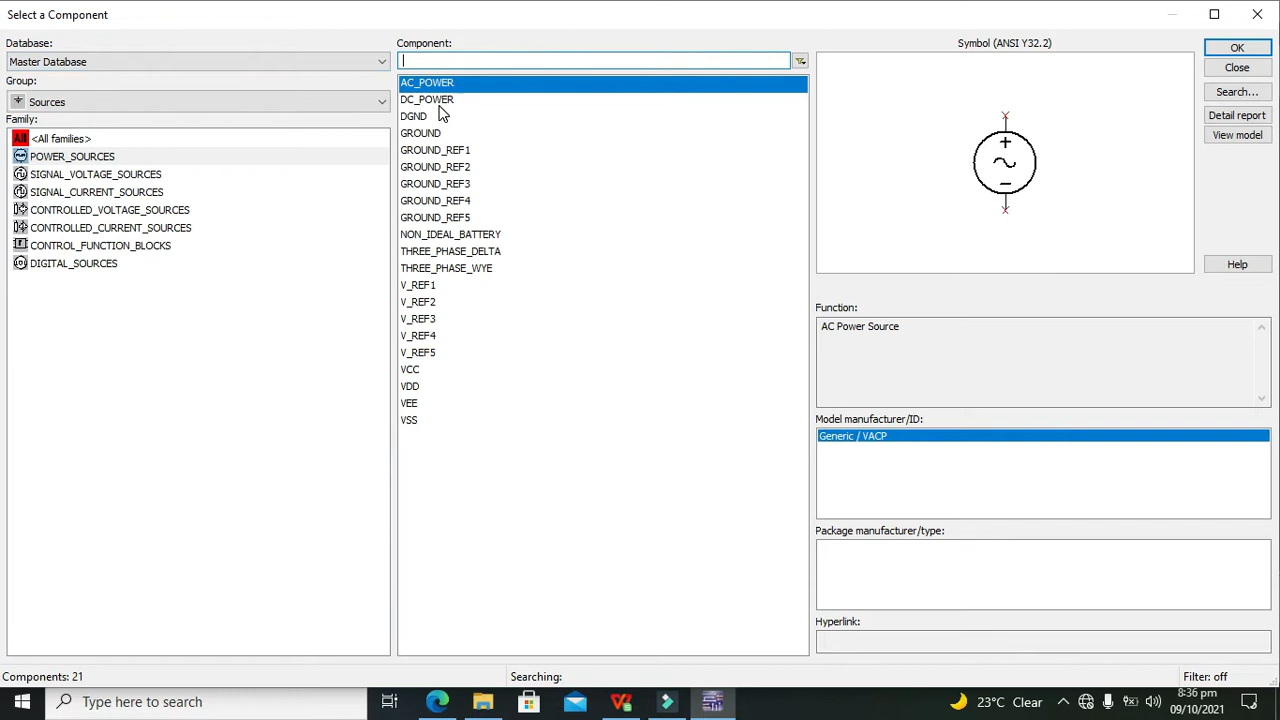 Select a Component
Database:
Master Database
Group:
Sources
Family:
All <All families>
POWER_SOURCES
SIGNAL_VOLTAGE_SOURCES
SIGNAL_CURRENT_SOURCES
CONTROLLED_VOLTAGE_SOURCES
CONTROLLED_CURRENT_SOURCES
CONTROL_FUNCTION_BLOCKS
DIGITAL_SOURCES
Component:
AC_POWER
DC_POWER
DGND
GROUND
GROUND_REF1
GROUND_REF2
GROUND_REF3
GROUND_REF4
GROUND_REF5
NON_IDEAL_BATTERY
THREE_PHASE_DELTA
THREE_PHASE_WYE
V_REF1
V_REF2
V_REF3
V_REF4
V_REF5
VCC
VDD
VEE
VSS
Symbol (ANSI Y32.2)
OK
Close
Search...
Detail report
View model
Help
Function:
AC Power Source
Model manufacturer/ID:
Generic / VACP
Package manufacturer/type:
Hyperlink:
Components: 21
Searching:
Filter: off
Type here to search
23°C Clear
8:36 pm
09/10/2021